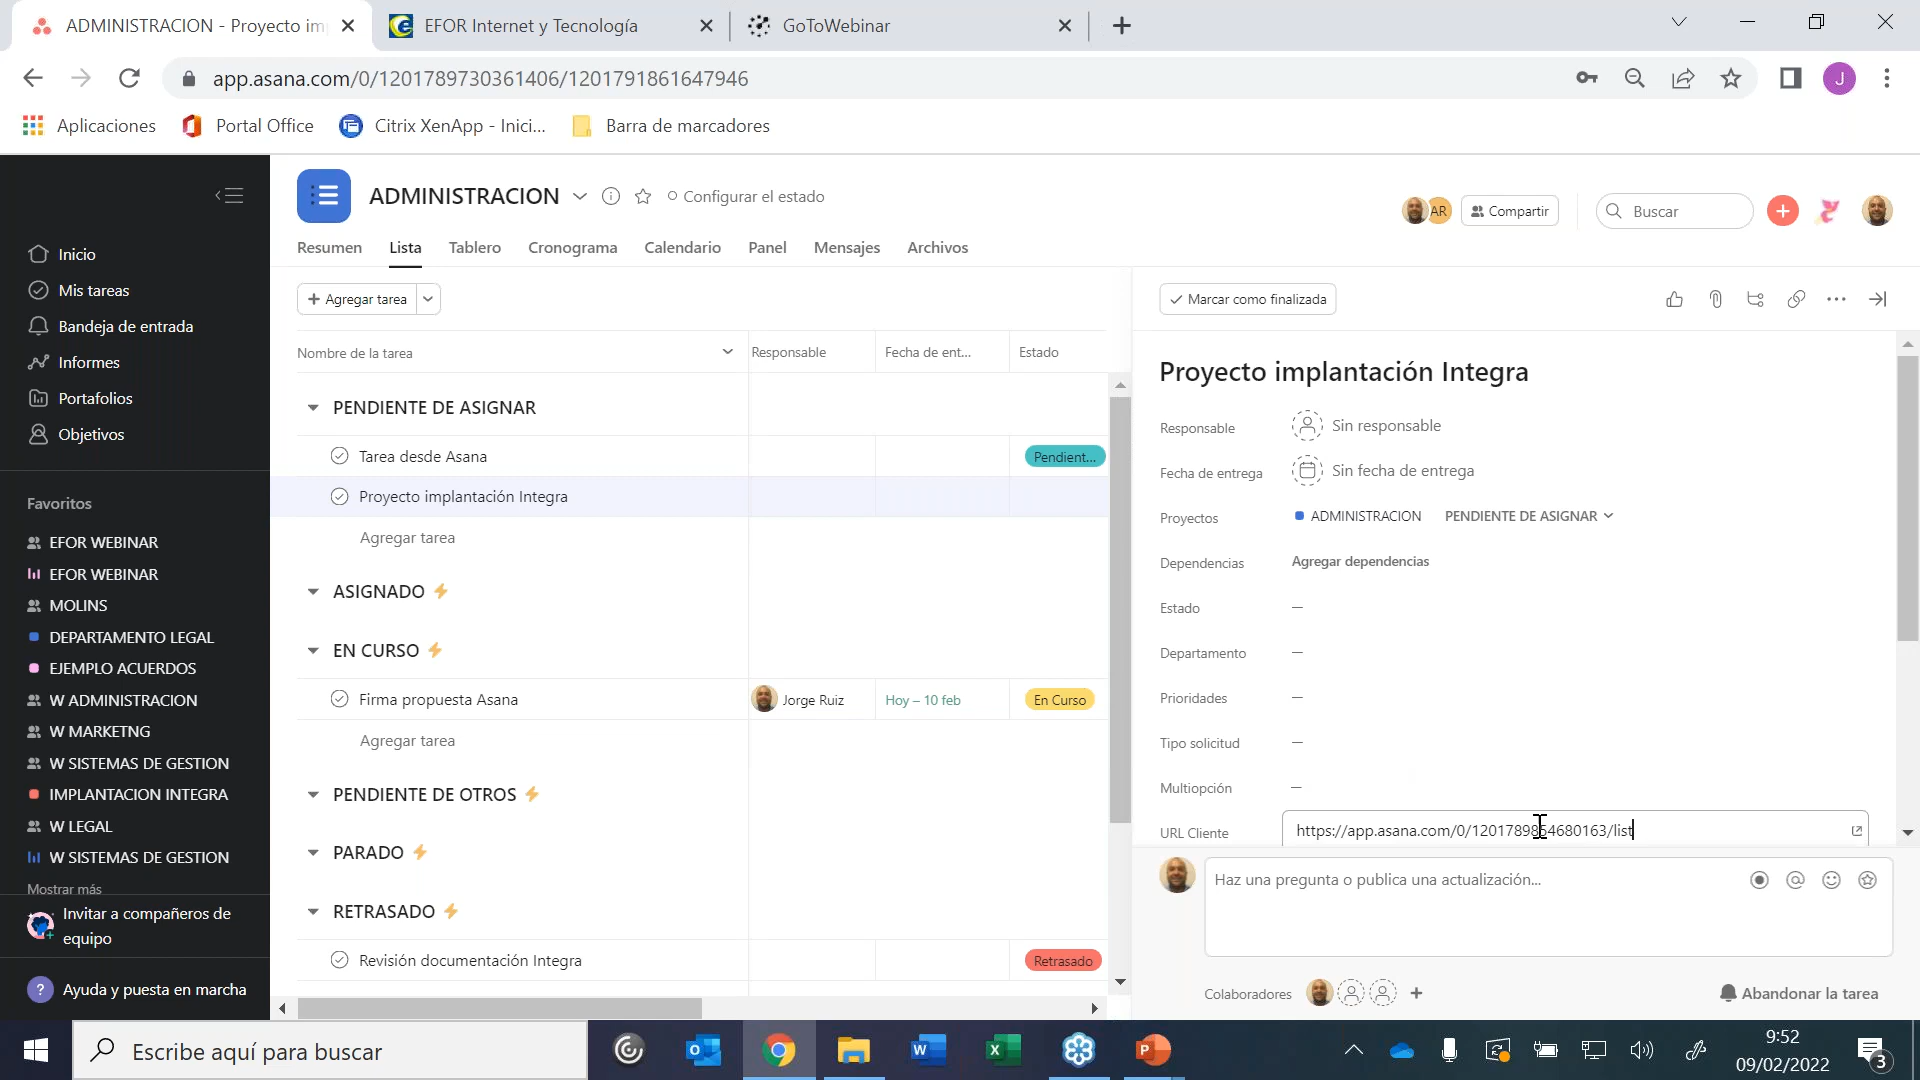 ADMINISTRACION - Proyecto im
EFOR Internet y Tecnología
GoToWebinar
app.asana.com/0/1201789730361406/1201791861647946
J
Aplicaciones
Portal Office
Citrix XenApp - Inici...
Barra de marcadores
ADMINISTRACION
Configurar el estado
AR
Compartir
Buscar
Resumen
Lista
Tablero
Cronograma
Calendario
Panel
Mensajes
Archivos
Inicio
Mis tareas
Bandeja de entrada
Informes
Portafolios
Objetivos
Favoritos
EFOR WEBINAR
EFOR WEBINAR
MOLINS
DEPARTAMENTO LEGAL
EJEMPLO ACUERDOS
W ADMINISTRACION
W MARKETNG
W SISTEMAS DE GESTION
IMPLANTACION INTEGRA
W LEGAL
W SISTEMAS DE GESTION
Mostrar más
Invitar a compañeros de
equipo
? Ayuda y puesta en marcha
+ Agregar tarea
Nombre de la tarea
Responsable
Fecha de ent...
Estado
PENDIENTE DE ASIGNAR
Tarea desde Asana
Pendient...
Proyecto implantación Integra
Agregar tarea
ASIGNADO
EN CURSO
Firma propuesta Asana
Jorge Ruiz
Hoy – 10 feb
En Curso
Agregar tarea
PENDIENTE DE OTROS
PARADO
RETRASADO
Revisión documentación Integra
Retrasado
Marcar como finalizada
Proyecto implantación Integra
Responsable
Sin responsable
Fecha de entrega
Sin fecha de entrega
Proyectos
ADMINISTRACION
PENDIENTE DE ASIGNAR
Dependencias
Agregar dependencias
Estado
—
Departamento
—
Prioridades
—
Tipo solicitud
—
Multiopción
—
URL Cliente
https://app.asana.com/0/1201789854680163/list
Haz una pregunta o publica una actualización...
Colaboradores
Abandonar la tarea
Escribe aquí para buscar
9:52
09/02/2022
3